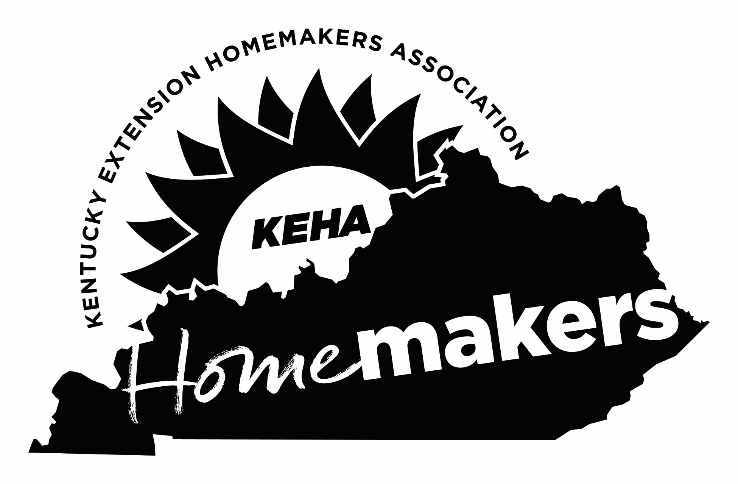 KENTUCKY EXTENSION HOMEMAKERS ASSOCIATION
KEHA
Homemakers